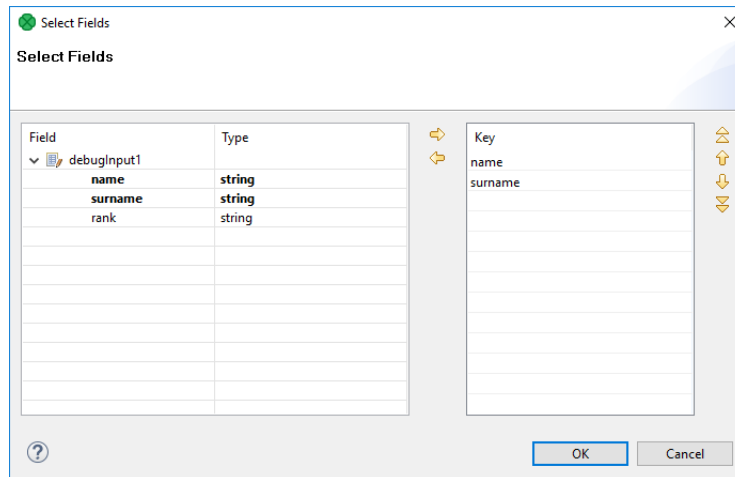 Select Fields
Select Fields
Field Type
debugInput1
name string
surname string
rank string
Key
name
surname
?
OK Cancel